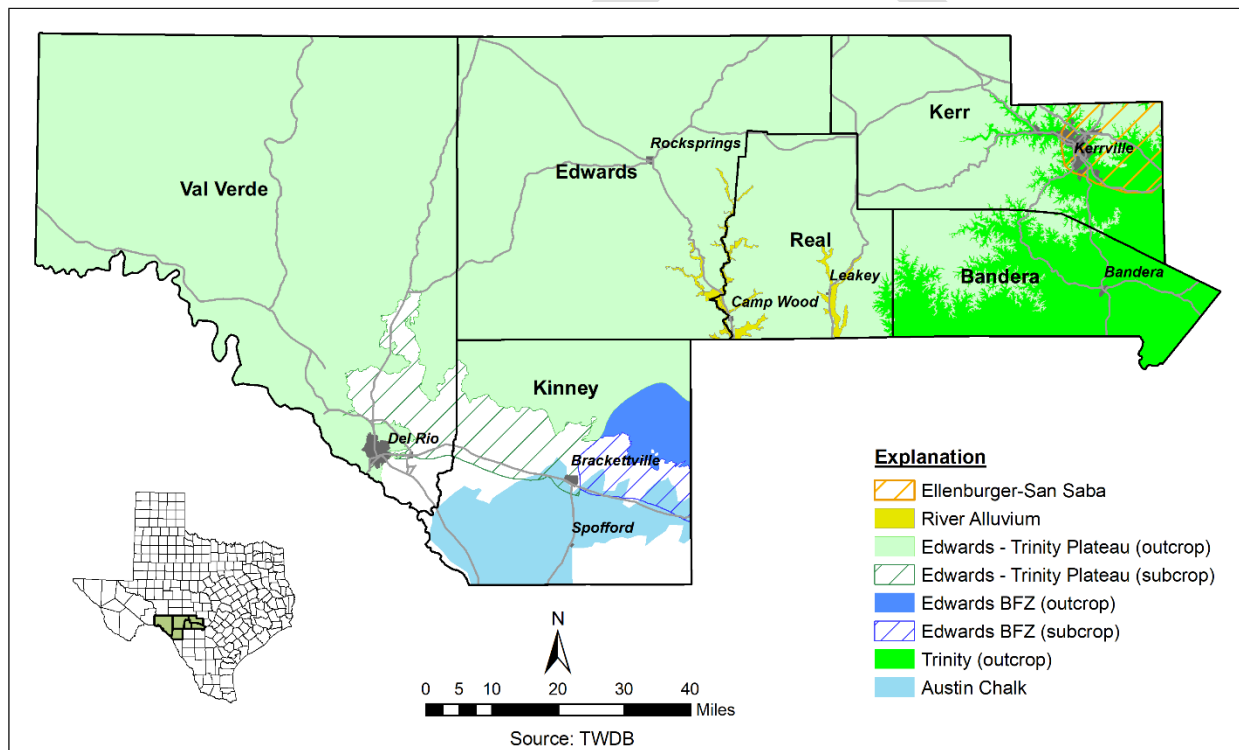 Kerr
Rocksprings
Kerrville
Val Verde
Edwards
Real
Leakey
Bandera
Bandera
Camp Wood
Kinney
Del Rio
Brackettville
Spofford
Explanation
Ellenburger-San Saba
River Alluvium
Edwards - Trinity Plateau (outcrop)
Edwards - Trinity Plateau (subcrop)
Edwards BFZ (outcrop)
Edwards BFZ (subcrop)
Trinity (outcrop)
Austin Chalk
N
0 5 10 20 30 40
Miles
Source: TWDB